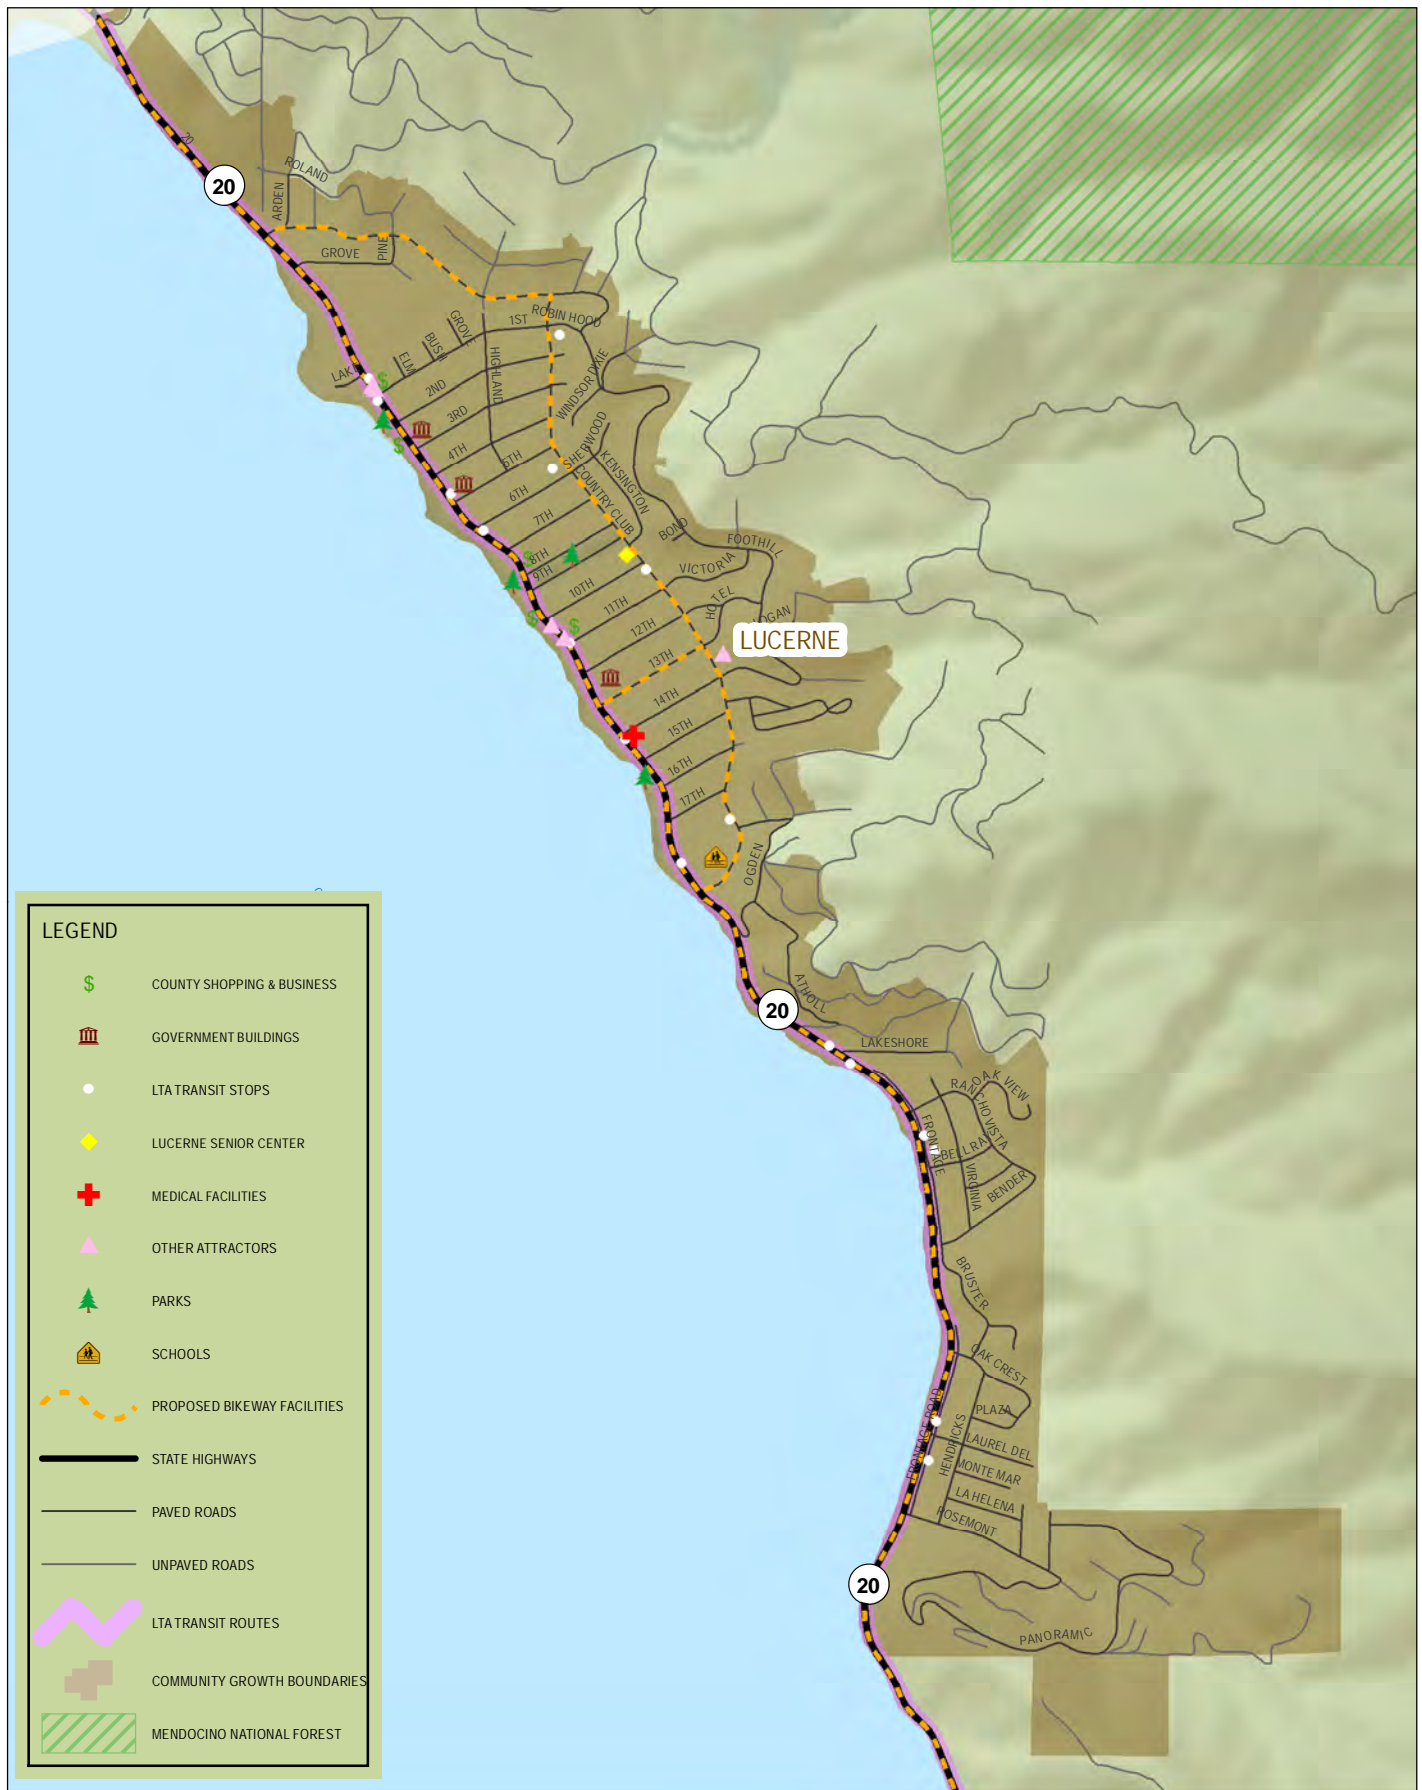 20
20
ROLAND
ARDEN
GROVE
PINE
ROBIN HOOD
1ST
GROVE
BUSH
ELM
HIGHLAND
WINDSOR
DIXIE
2ND
3RD
4TH
5TH
SHERWOOD
KENSINGTON
COUNTRY CLUB
6TH
7TH
BOND
FOOTHILL
8TH
9TH
VICTORIA
10TH
11TH
HOTEL
12TH
LUCERNE
13TH
14TH
15TH
16TH
17TH
OGDEN
ATHOLL
20
LAKESHORE
OAK VIEW
RANCHO VISTA
FRONTAGE
VIRGINIA
BENDER
BRUSTER
OAK CREST
PLAZA
FRONTAGE ROAD
HENDRICKS
LAUREL DEL
MONTE MAR
LA HELENA
ROSEMONT
20
PANORAMIC
LEGEND
COUNTY SHOPPING & BUSINESS
GOVERNMENT BUILDINGS
LTA TRANSIT STOPS
LUCERNE SENIOR CENTER
MEDICAL FACILITIES
OTHER ATTRACTORS
PARKS
SCHOOLS
PROPOSED BIKEWAY FACILITIES
STATE HIGHWAYS
PAVED ROADS
UNPAVED ROADS
LTA TRANSIT ROUTES
COMMUNITY GROWTH BOUNDARIES
MENDOCINO NATIONAL FOREST